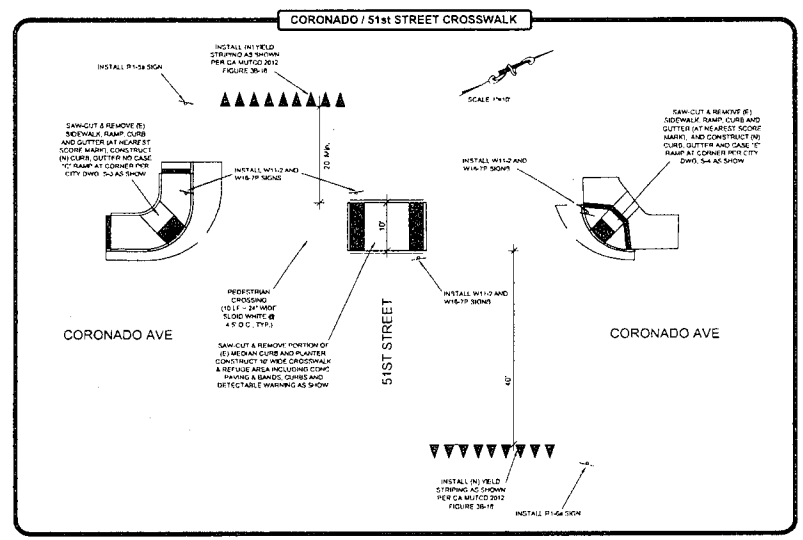 CORONADO / 51st STREET CROSSWALK
INSTALL (N) YIELD
STRIPING AS SHOWN
PER CA MUTCD 2012
FIGURE 3B-16
INSTALL R1-5a SIGN
SCALE 1"=10'
SAW-CUT & REMOVE (E)
SIDEWALK, RAMP, CURB
AND GUTTER (AT NEAREST
SCORE MARK), CONSTRUCT
(N) CURB, GUTTER NO CASE
"C" RAMP AT CORNER PER
CITY DWG. S-3 AS SHOW
20' Min.
INSTALL W11-2 AND
W16-7P SIGNS
10'
INSTALL W11-2 AND
W16-7P SIGNS
SAW-CUT & REMOVE (E)
SIDEWALK, RAMP, CURB AND
GUTTER (AT NEAREST SCORE
MARK), AND CONSTRUCT (N)
CURB, GUTTER AND CASE "E"
RAMP AT CORNER PER CITY
DWG. S-4 AS SHOW
PEDESTRIAN
CROSSING
(10 LF - 24" WIDE
SLOID WHITE @
4.5' O.C., TYP.)
INSTALL W11-2 AND
W16-7P SIGNS
CORONADO AVE
51ST STREET
CORONADO AVE
SAW-CUT & REMOVE PORTION OF
(E) MEDIAN CURB AND PLANTER
CONSTRUCT 10' WIDE CROSSWALK
& REFUGE AREA INCLUDING CONC
PAVING & BANDS, CURBS AND
DETECTABLE WARNING AS SHOW
40'
INSTALL (N) YIELD
STRIPING AS SHOWN
PER CA MUTCD 2012
FIGURE 3B-16
INSTALL SIGN